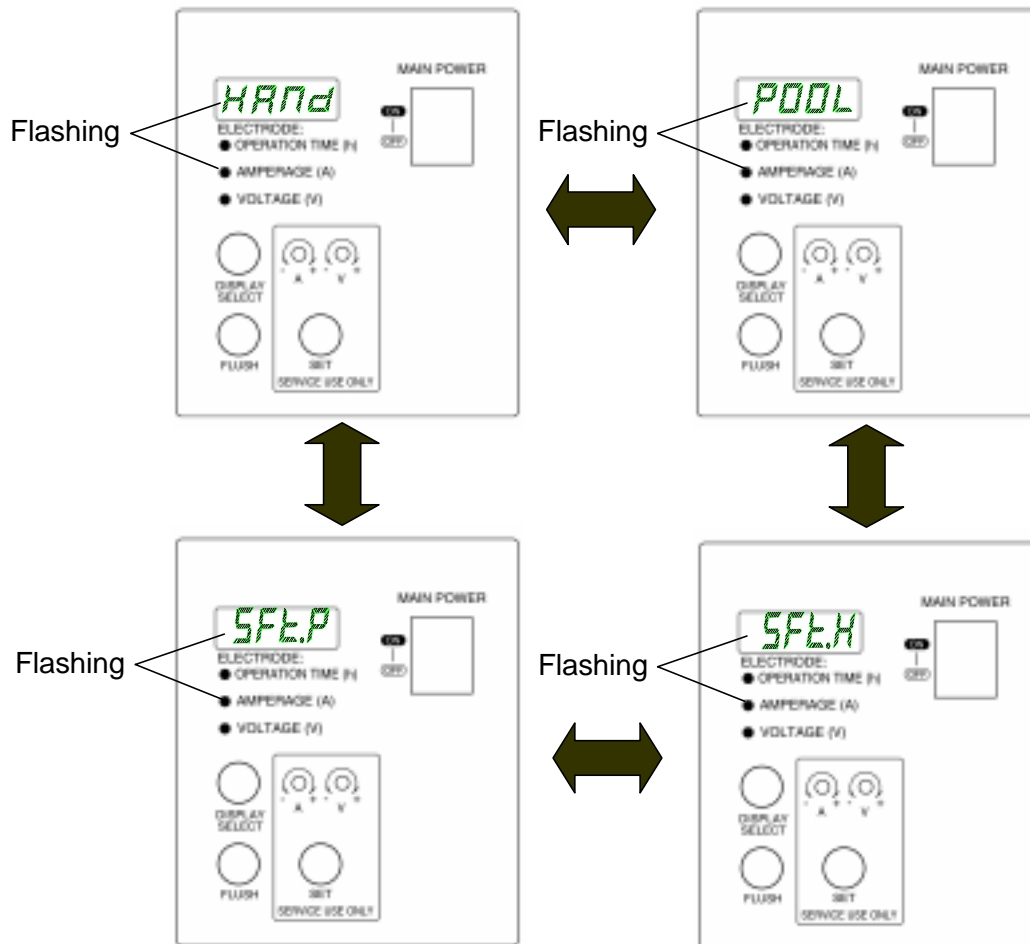 HANd
MAIN POWER
ON
OFF
Flashing
ELECTRODE:
OPERATION TIME (h)
AMPERAGE (A)
VOLTAGE (V)
- + - +
A V
DISPLAY
SELECT
FLUSH
SET
SERVICE USE ONLY
POOL
MAIN POWER
ON
OFF
Flashing
ELECTRODE:
OPERATION TIME (h)
AMPERAGE (A)
VOLTAGE (V)
- + - +
A V
DISPLAY
SELECT
FLUSH
SET
SERVICE USE ONLY
SFt.P
MAIN POWER
ON
OFF
Flashing
ELECTRODE:
OPERATION TIME (h)
AMPERAGE (A)
VOLTAGE (V)
- + - +
A V
DISPLAY
SELECT
FLUSH
SET
SERVICE USE ONLY
SFt.H
MAIN POWER
ON
OFF
Flashing
ELECTRODE:
OPERATION TIME (h)
AMPERAGE (A)
VOLTAGE (V)
- + - +
A V
DISPLAY
SELECT
FLUSH
SET
SERVICE USE ONLY